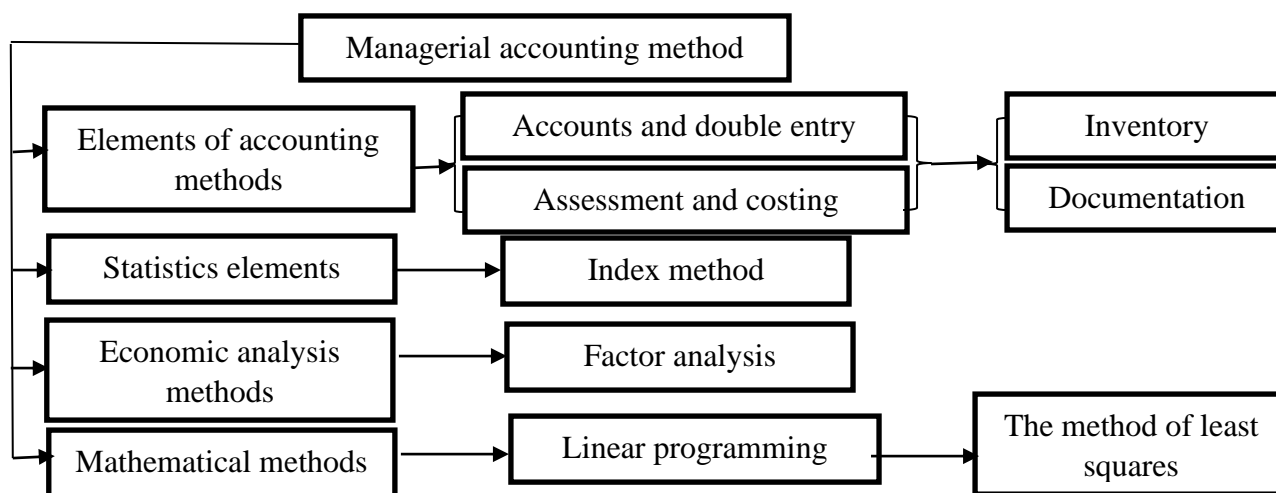 Managerial accounting method
Elements of accounting
methods
Accounts and double entry
Assessment and costing
Inventory
Documentation
Statistics elements
Index method
Economic analysis
methods
Factor analysis
Mathematical methods
Linear programming
The method of least
squares